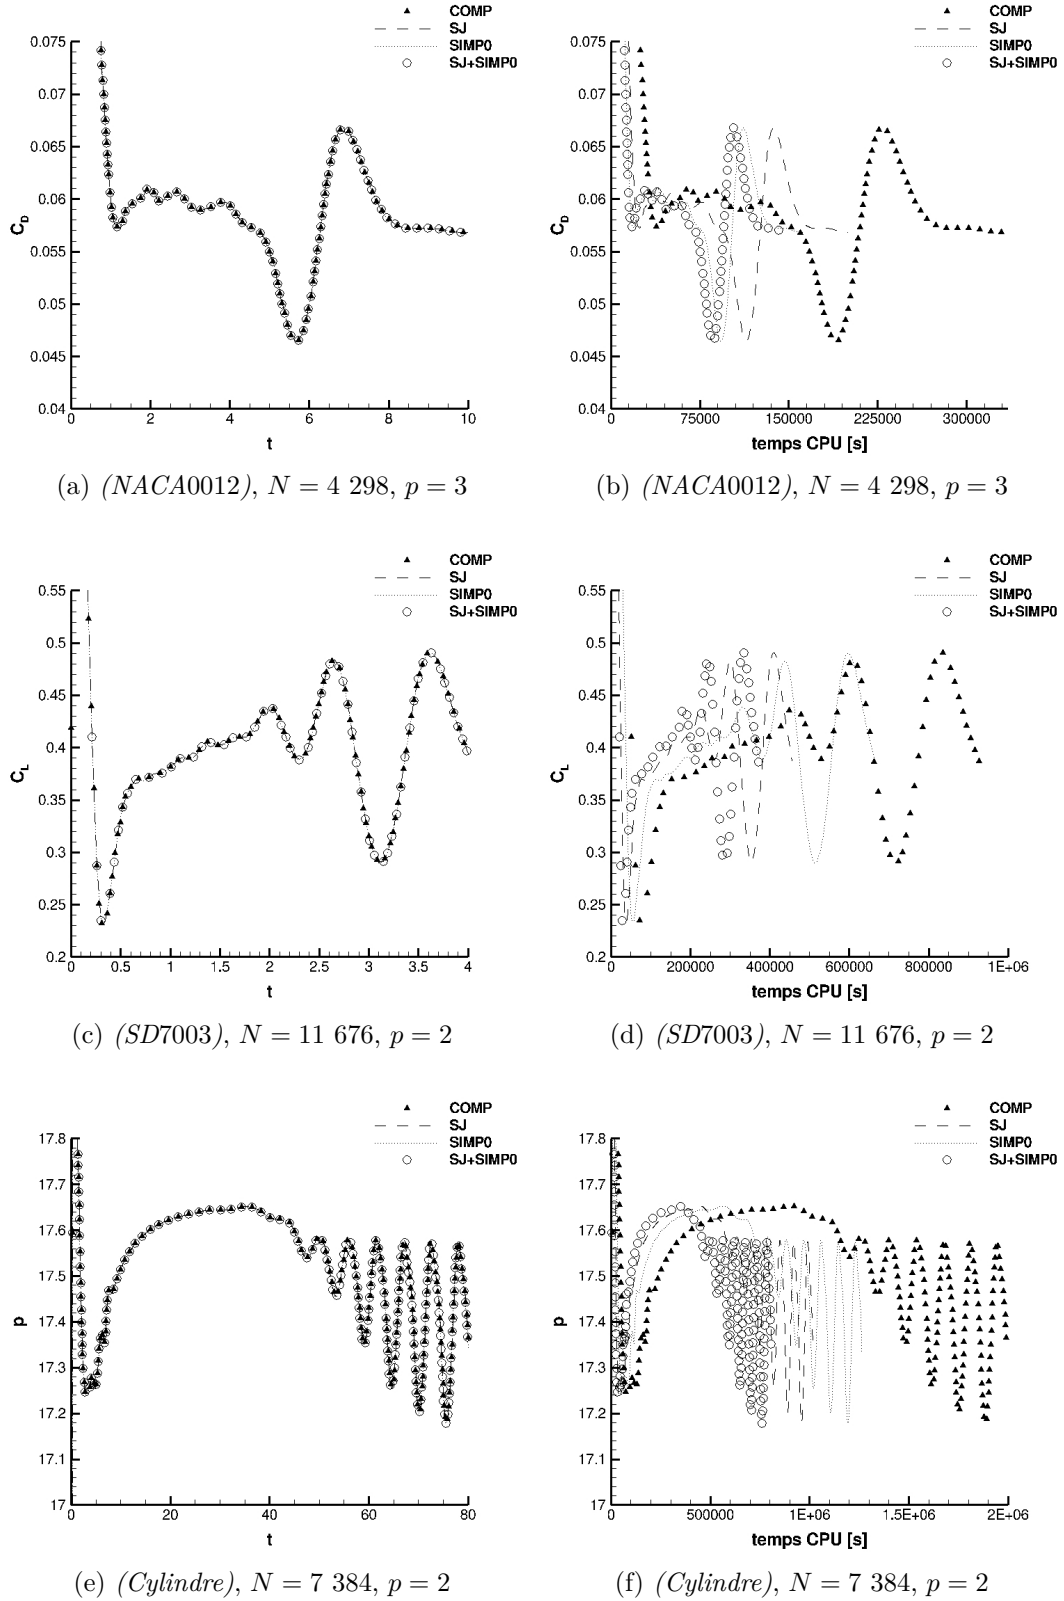 COMP
SJ
SIMP0
SJ+SIMP0
0.075
0.07
0.065
0.06
0.055
0.05
0.045
0.04
C_D
0 2 4 6 8 10
t
(a) (NACA0012), N = 4 298, p = 3
COMP
SJ
SIMP0
SJ+SIMP0
0.075
0.07
0.065
0.06
0.055
0.05
0.045
0.04
C_D
0 75000 150000 225000 300000
temps CPU [s]
(b) (NACA0012), N = 4 298, p = 3
COMP
SJ
SIMP0
SJ+SIMP0
0.55
0.5
0.45
0.4
0.35
0.3
0.25
0.2
C_L
0 0.5 1 1.5 2 2.5 3 3.5 4
t
(c) (SD7003), N = 11 676, p = 2
COMP
SJ
SIMP0
SJ+SIMP0
0.55
0.5
0.45
0.4
0.35
0.3
0.25
0.2
C_L
0 200000 400000 600000 800000 1E+06
temps CPU [s]
(d) (SD7003), N = 11 676, p = 2
COMP
SJ
SIMP0
SJ+SIMP0
17.8
17.7
17.6
17.5
17.4
17.3
17.2
17.1
17
p
0 20 40 60 80
t
(e) (Cylindre), N = 7 384, p = 2
COMP
SJ
SIMP0
SJ+SIMP0
17.8
17.7
17.6
17.5
17.4
17.3
17.2
17.1
17
p
0 500000 1E+06 1.5E+06 2E+06
temps CPU [s]
(f) (Cylindre), N = 7 384, p = 2